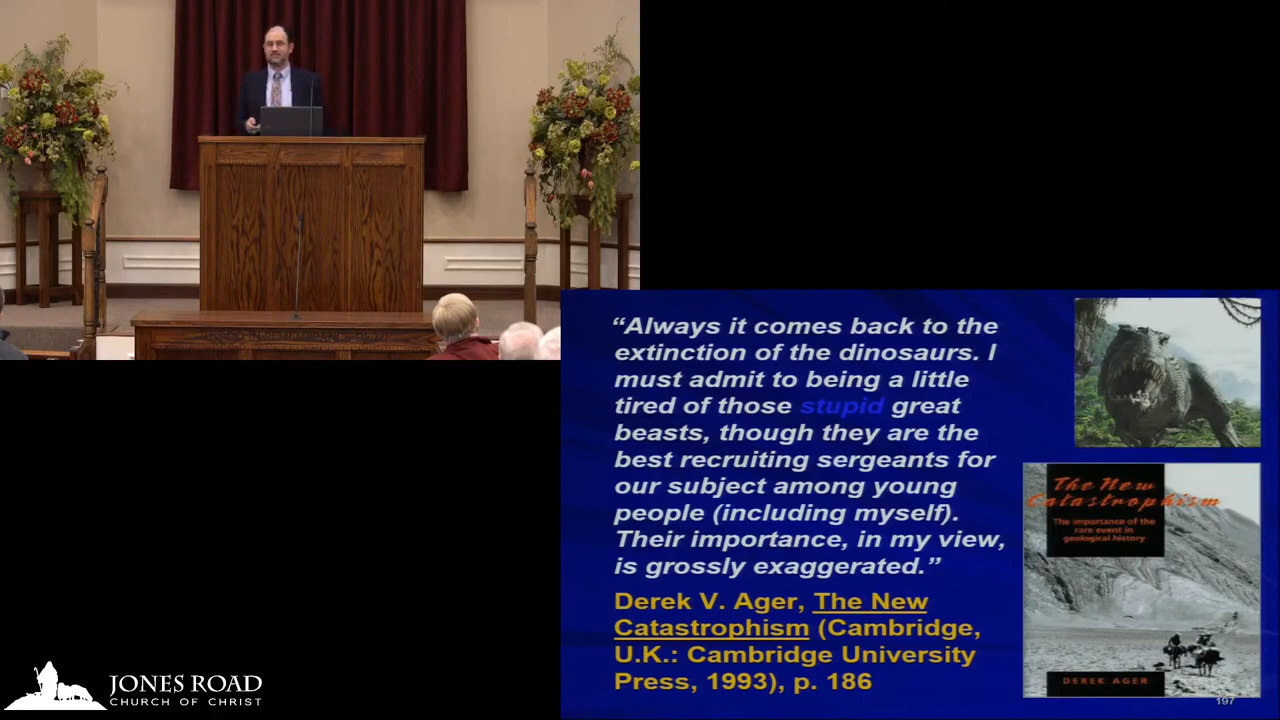 “Always it comes back to the
extinction of the dinosaurs. I
must admit to being a little
tired of those stupid great
beasts, though they are the
best recruiting sergeants for
our subject among young
people (including myself).
Their importance, in my view,
is grossly exaggerated.”
Derek V. Ager, The New
Catastrophism (Cambridge,
U.K.: Cambridge University
Press, 1993), p. 186
The New
Catastrophism
The importance of the
rare event in
geological history
DEREK AGER
197
JONES ROAD
CHURCH OF CHRIST